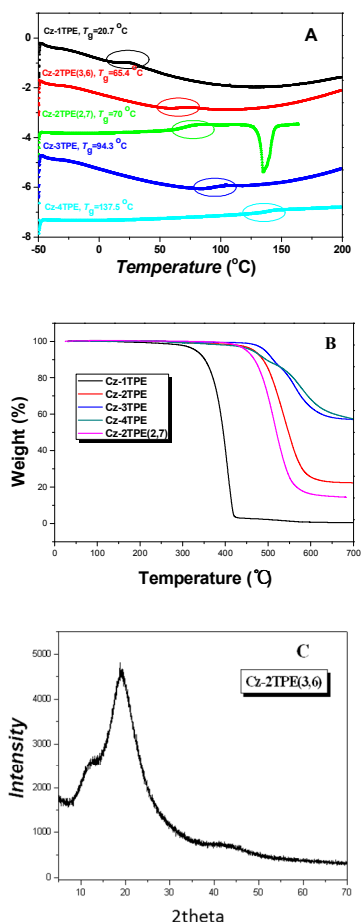 A
Cz-1TPE, Tg=20.7 °C
Cz-2TPE(3,6), Tg=65.4 °C
Cz-2TPE(2,7), Tg=70 °C
Cz-3TPE, Tg=94.3 °C
Cz-4TPE, Tg=137.5 °C
0
-2
-4
-6
-8
-50 0 50 100 150 200
Temperature (°C)
B
100
80
60
40
20
0
Weight (%)
Cz-1TPE
Cz-2TPE
Cz-3TPE
Cz-4TPE
Cz-2TPE(2,7)
0 100 200 300 400 500 600 700
Temperature (℃)
C
Cz-2TPE(3,6)
5000
4000
3000
2000
1000
0
Intensity
10 20 30 40 50 60 70
2theta